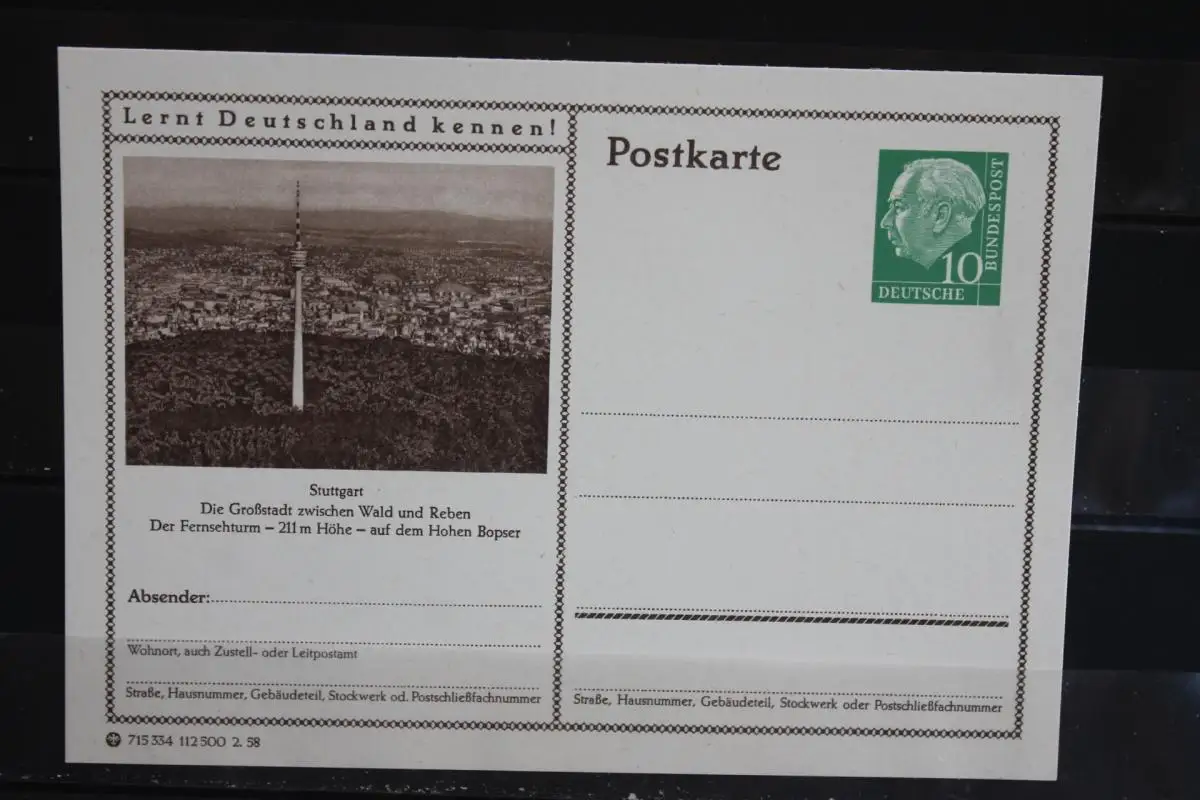 Lernt Deutschland kennen!
Stuttgart
Die Großstadt zwischen Wald und Reben
Der Fernsehturm – 211 m Höhe – auf dem Hohen Bopser
Absender:
Wohnort, auch Zustell- oder Leitpostamt
Straße, Hausnummer, Gebäudeteil, Stockwerk od. Postschließfachnummer
715 334 112 500 2. 58
Postkarte
BUNDESPOST
10
DEUTSCHE
Straße, Hausnummer, Gebäudeteil, Stockwerk oder Postschließfachnummer